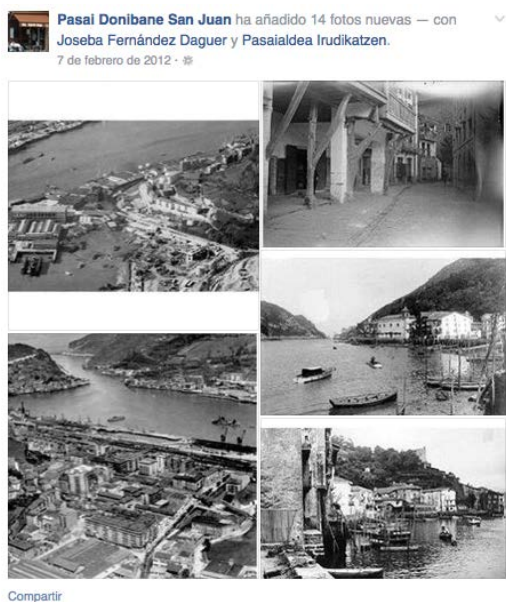 Pasai Donibane San Juan ha añadido 14 fotos nuevas — con
Joseba Fernández Daguer y Pasaialdea Irudikatzen.
7 de febrero de 2012 ·
Compartir